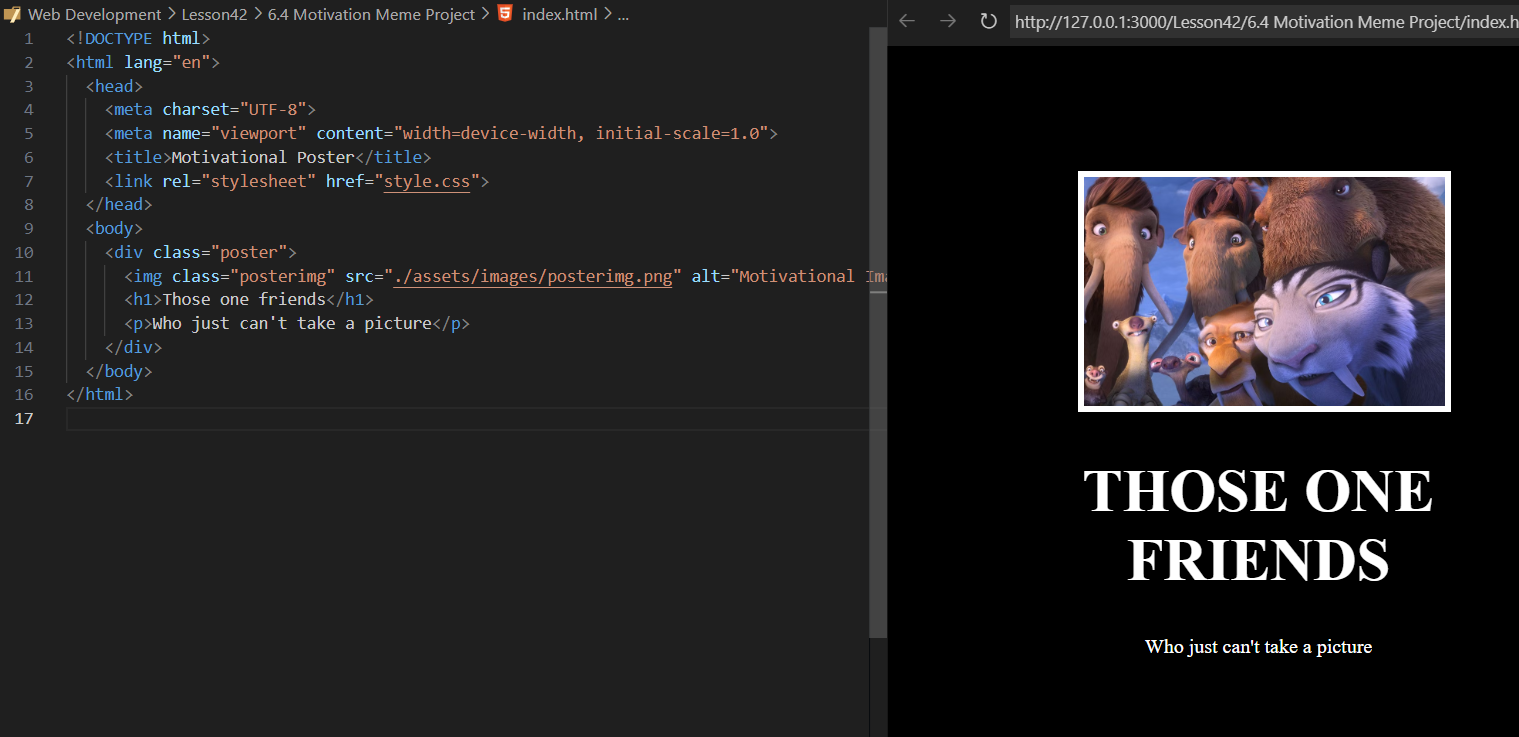 Web Development > Lesson42 > 6.4 Motivation Meme Project > index.html > ...
1 <!DOCTYPE html>
2 <html lang="en">
3 <head>
4 <meta charset="UTF-8">
5 <meta name="viewport" content="width=device-width, initial-scale=1.0">
6 <title>Motivational Poster</title>
7 <link rel="stylesheet" href="style.css">
8 </head>
9 <body>
10 <div class="poster">
11 <img class="posterimg" src="./assets/images/posterimg.png" alt="Motivational Ima
12 <h1>Those one friends</h1>
13 <p>Who just can't take a picture</p>
14 </div>
15 </body>
16 </html>
17
http://127.0.0.1:3000/Lesson42/6.4 Motivation Meme Project/index.h
THOSE ONE
FRIENDS
Who just can't take a picture